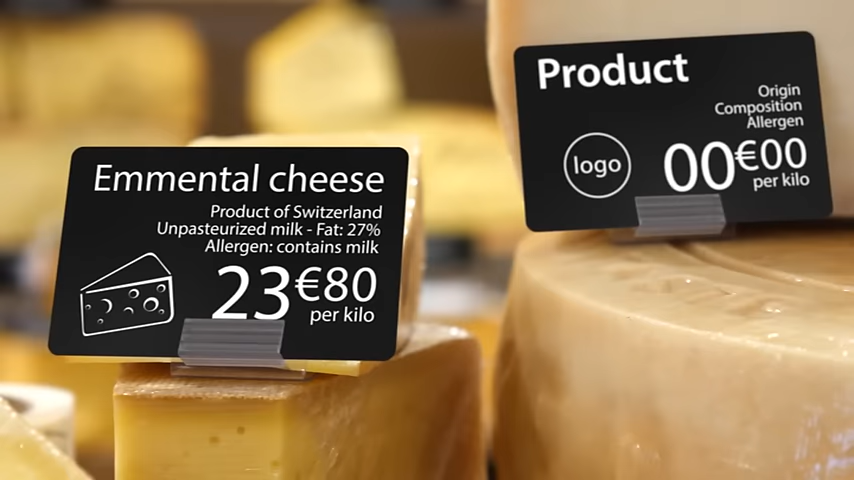 Emmental cheese
Product of Switzerland
Unpasteurized milk - Fat: 27%
Allergen: contains milk
23€80
per kilo
Product
Origin
Composition
Allergen
logo
00€00
per kilo